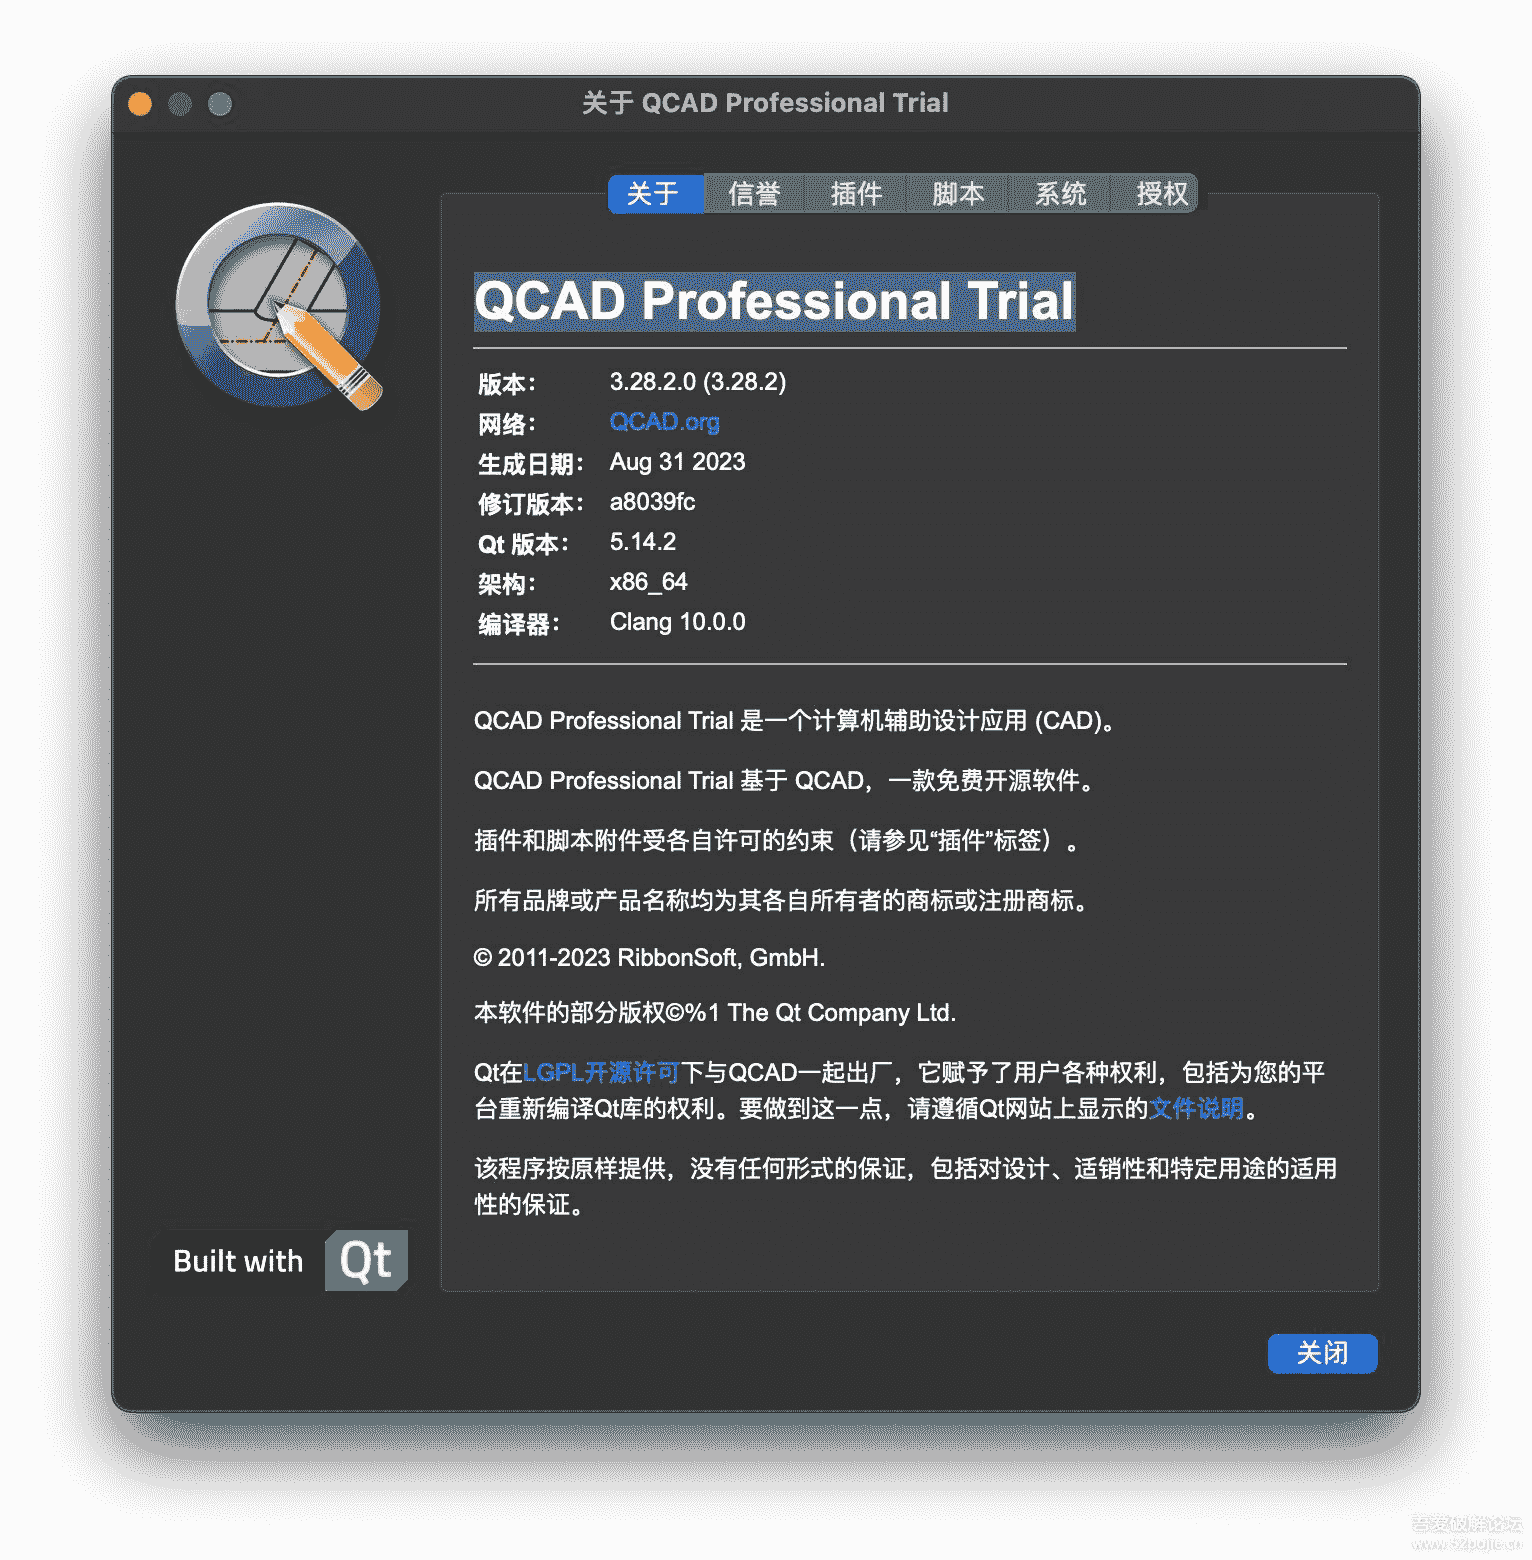 关于 QCAD Professional Trial
关于 信誉 插件 脚本 系统 授权
QCAD Professional Trial
版本： 3.28.2.0 (3.28.2)
网络： QCAD.org
生成日期： Aug 31 2023
修订版本： a8039fc
Qt 版本： 5.14.2
架构： x86_64
编译器： Clang 10.0.0
QCAD Professional Trial 是一个计算机辅助设计应用 (CAD)。
QCAD Professional Trial 基于 QCAD，一款免费开源软件。
插件和脚本附件受各自许可的约束（请参见“插件”标签）。
所有品牌或产品名称均为其各自所有者的商标或注册商标。
© 2011-2023 RibbonSoft, GmbH.
本软件的部分版权©%1 The Qt Company Ltd.
Qt在LGPL开源许可下与QCAD一起出厂，它赋予了用户各种权利，包括为您的平
台重新编译Qt库的权利。要做到这一点，请遵循Qt网站上显示的文件说明。
该程序按原样提供，没有任何形式的保证，包括对设计、适销性和特定用途的适用
性的保证。
Built with Qt
关闭
吾爱破解论坛
www.52pojie.cn